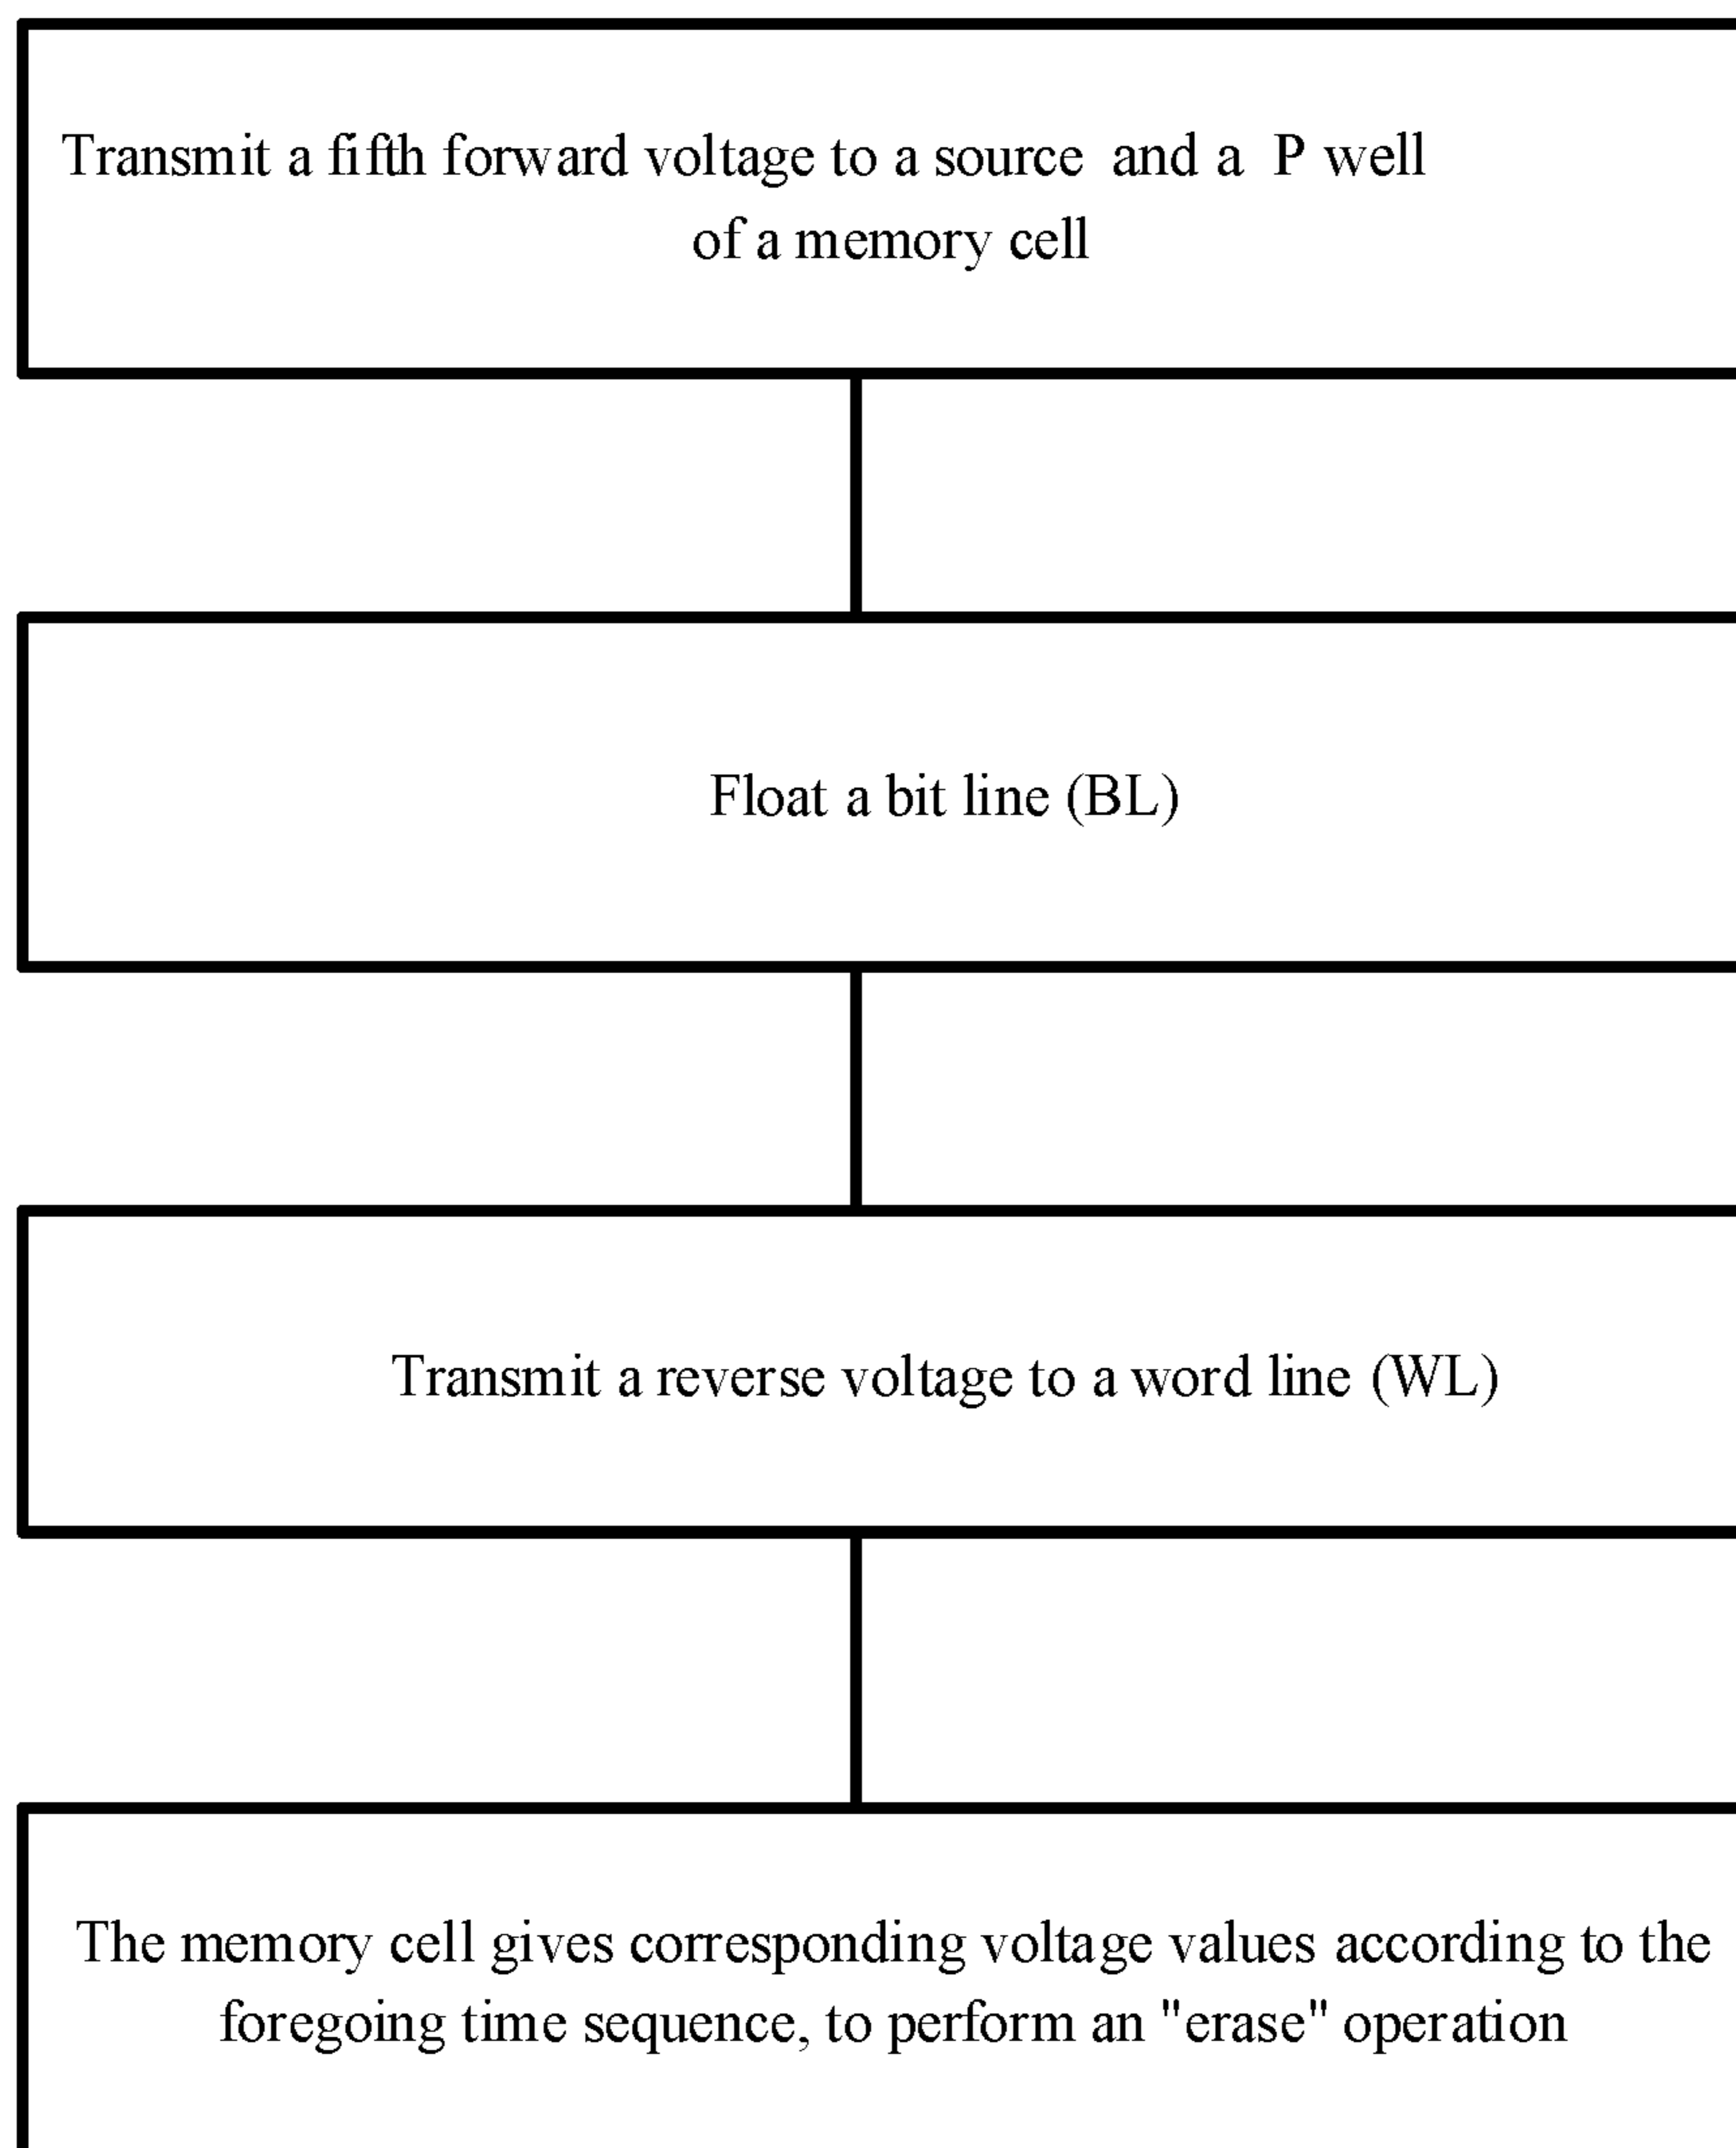 Transmit a fifth forward voltage to a source and a P well
of a memory cell
Float a bit line (BL)
Transmit a reverse voltage to a word line (WL)
The memory cell gives corresponding voltage values according to the
foregoing time sequence, to perform an "erase" operation